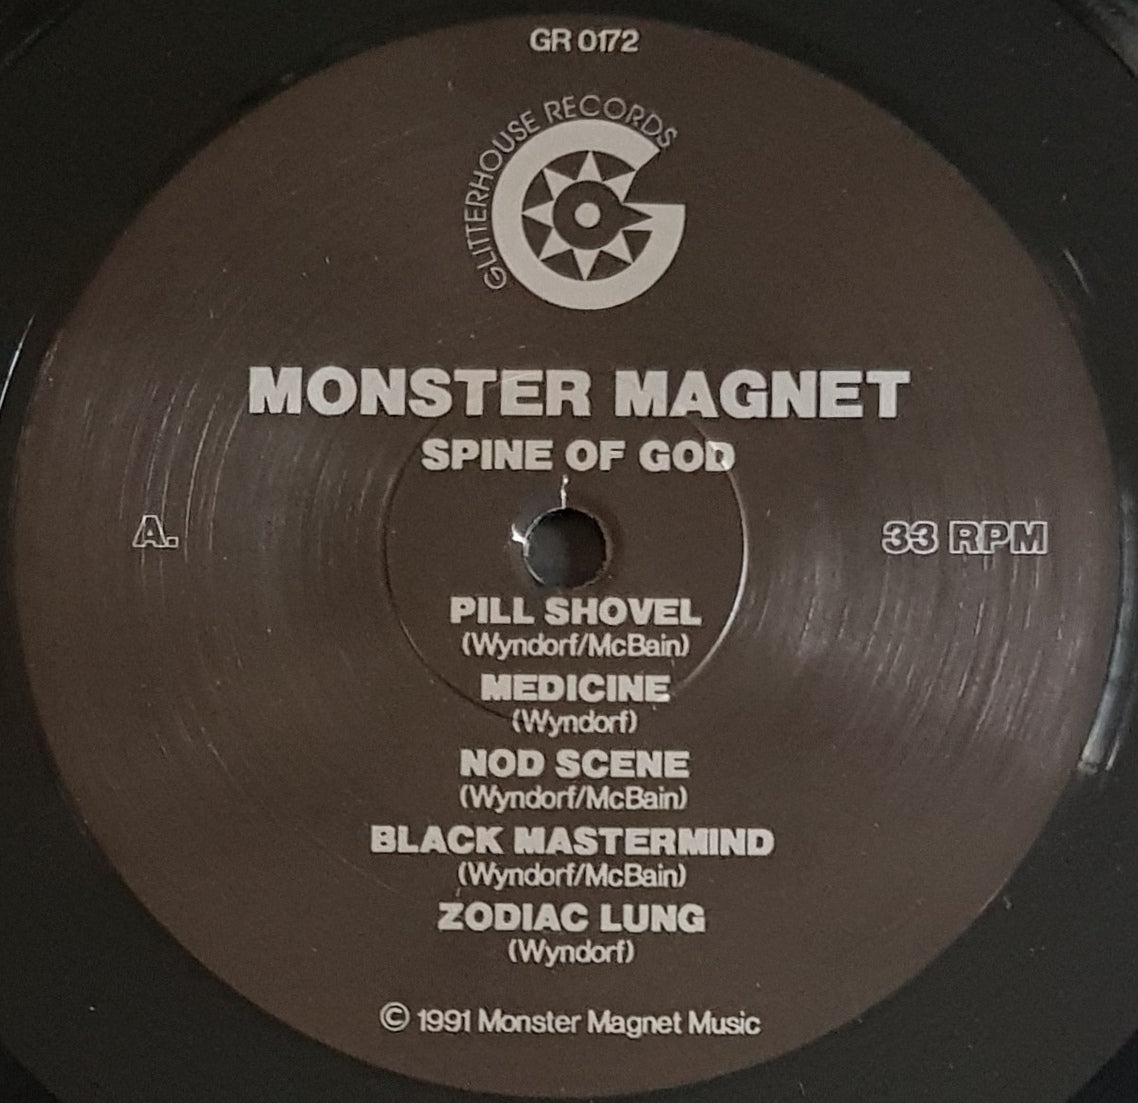 GR 0172
GLITTERHOUSE RECORDS
MONSTER MAGNET
SPINE OF GOD
A.
33 RPM
PILL SHOVEL
(Wyndorf/McBain)
MEDICINE
(Wyndorf)
NOD SCENE
(Wyndorf/McBain)
BLACK MASTERMIND
(Wyndorf/McBain)
ZODIAC LUNG
(Wyndorf)
© 1991 Monster Magnet Music